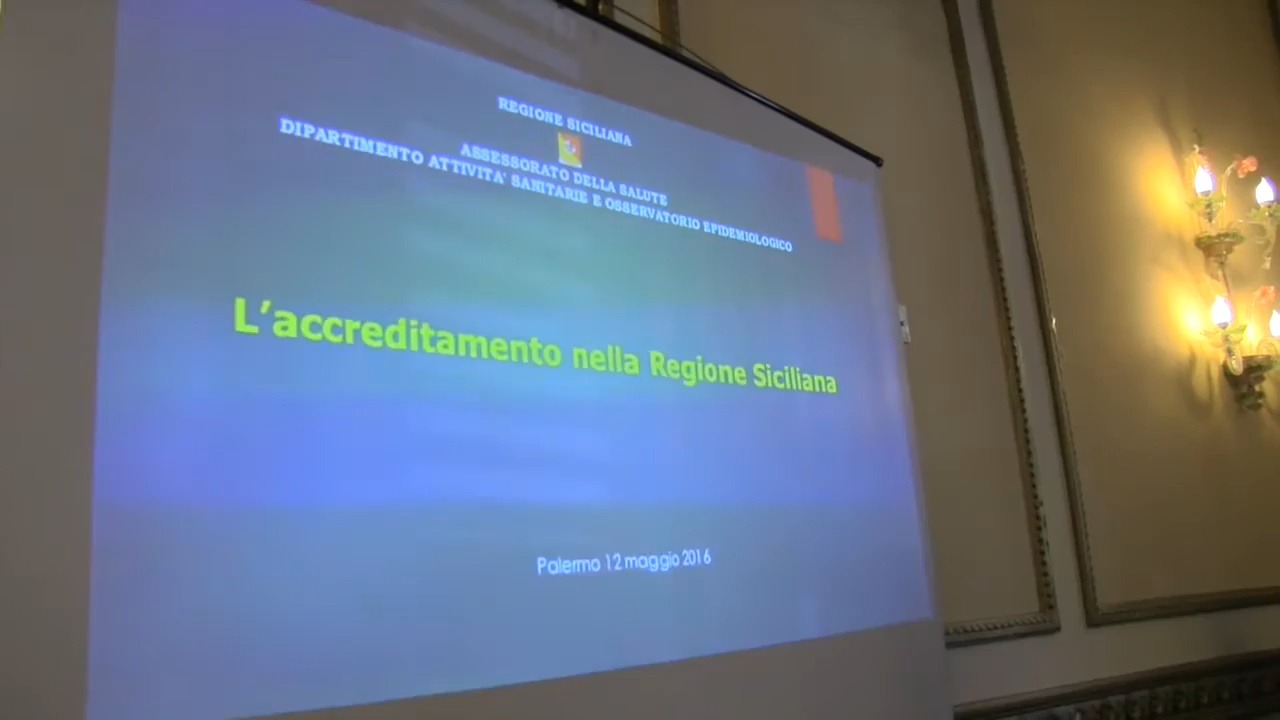 REGIONE SICILIANA
ASSESSORATO DELLA SALUTE
DIPARTIMENTO ATTIVITA' SANITARIE E OSSERVATORIO EPIDEMIOLOGICO
L'accreditamento nella Regione Siciliana
Palermo 12 maggio 2016